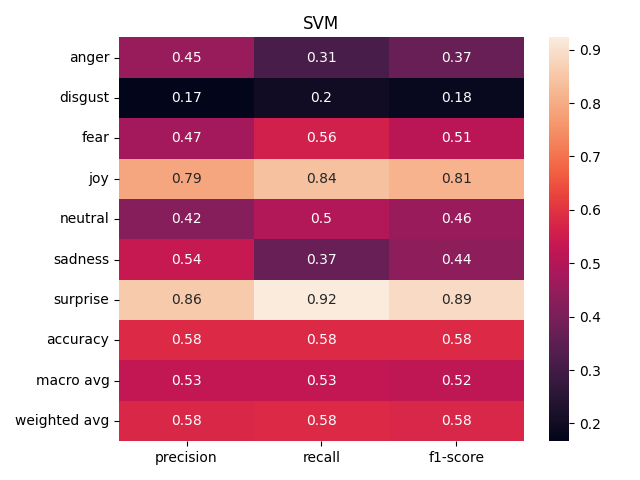 SVM
anger 0.45 0.31 0.37 0.9
disgust 0.17 0.2 0.18 0.8
fear 0.47 0.56 0.51 0.7
joy 0.79 0.84 0.81 0.6
neutral 0.42 0.5 0.46 0.5
sadness 0.54 0.37 0.44 0.4
surprise 0.86 0.92 0.89 0.3
accuracy 0.58 0.58 0.58 0.2
macro avg 0.53 0.53 0.52
weighted avg 0.58 0.58 0.58
precision recall f1-score